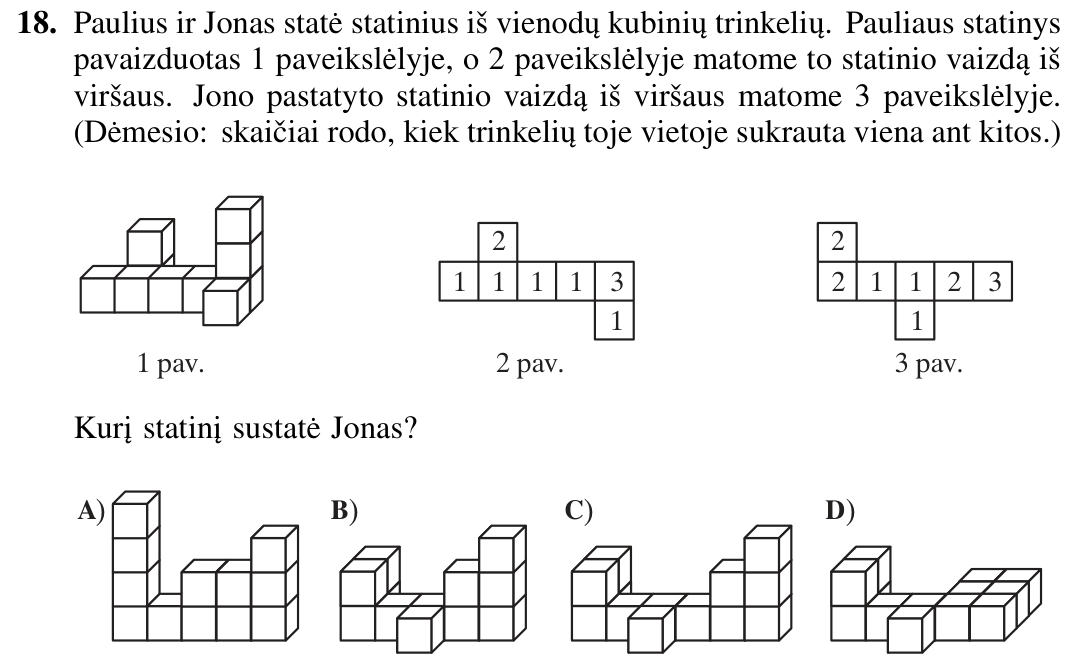 18. Paulius ir Jonas statė statinius iš vienodų kubinių trinkelių. Pauliaus statinys
pavaizduotas 1 paveikslėlyje, o 2 paveikslėlyje matome to statinio vaizdą iš
viršaus. Jono pastatyto statinio vaizdą iš viršaus matome 3 paveikslėlyje.
(Dėmesio: skaičiai rodo, kiek trinkelių toje vietoje sukrauta viena ant kitos.)
2
1 1 1 1 3
1
2
2 1 1 2 3
1
1 pav.
2 pav.
3 pav.
Kurį statinį sustatė Jonas?
A)
B)
C)
D)